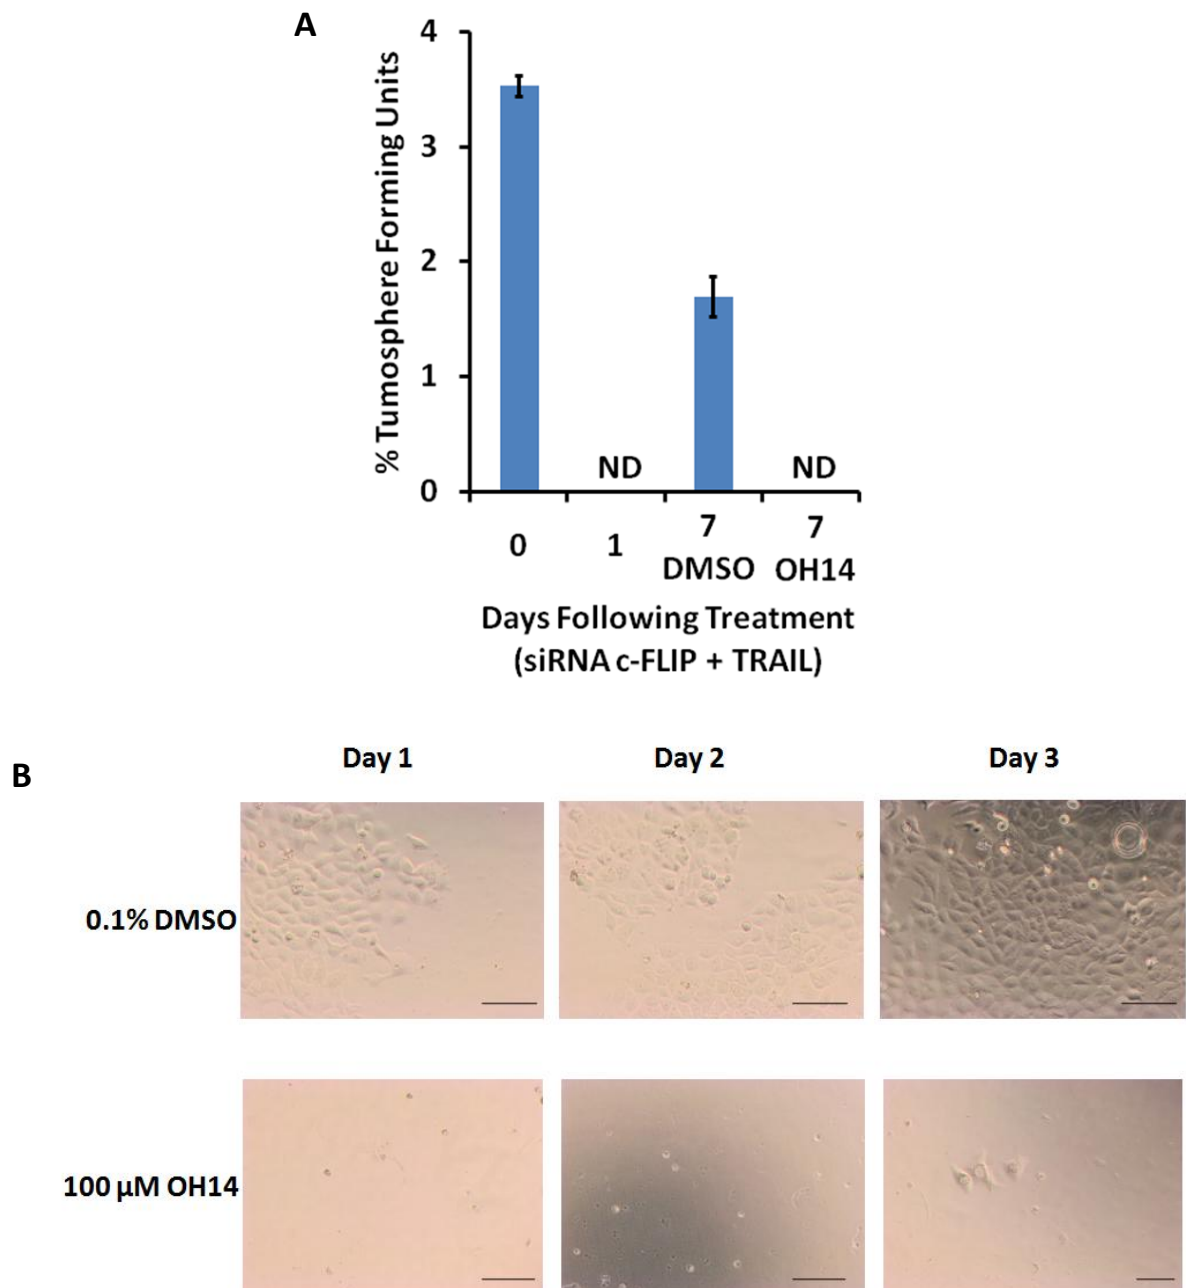 A
% Tumosphere Forming Units
4
3
2
1
0
ND
ND
0
1
7
DMSO
7
OH14
Days Following Treatment
(siRNA c-FLIP + TRAIL)
B
Day 1
Day 2
Day 3
0.1% DMSO
100 µM OH14